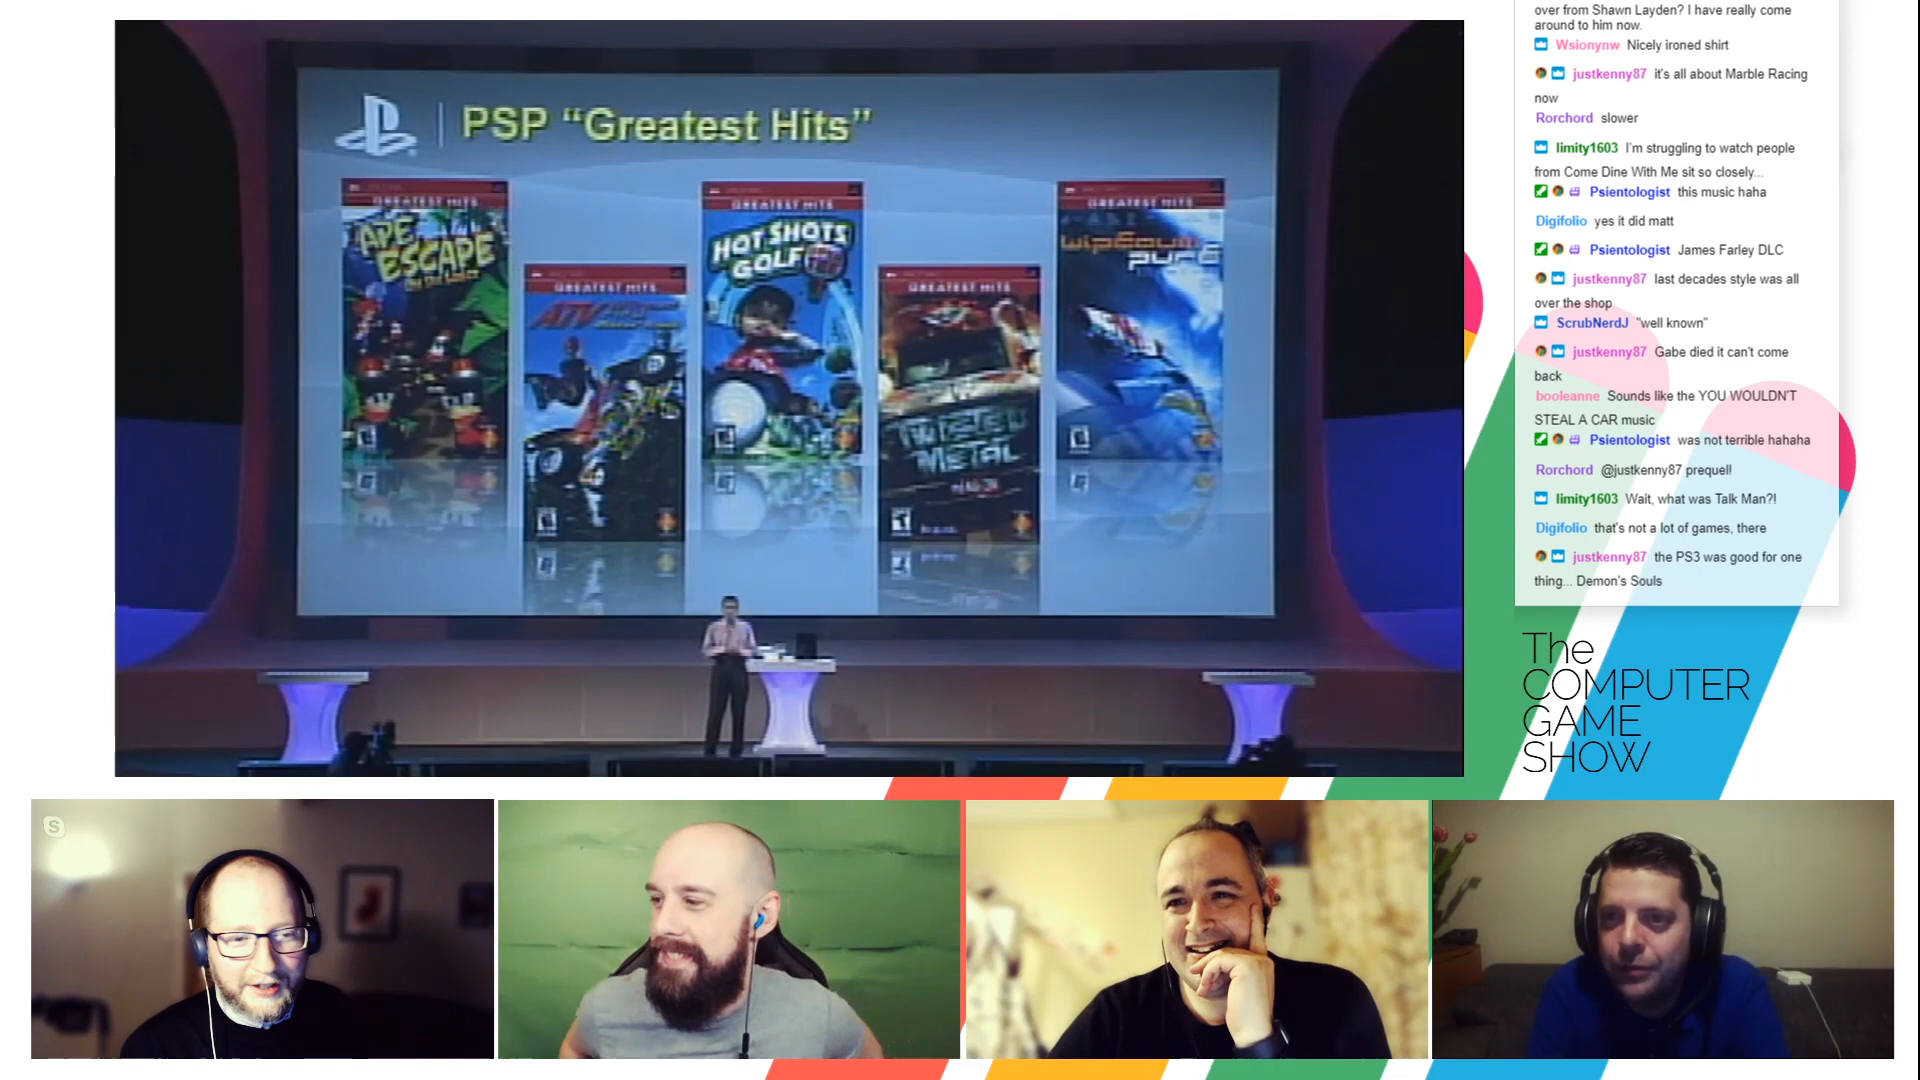 PSP “Greatest Hits”
GREATEST HITS
APE
ESCAPE
ON THE LOOSE
GREATEST HITS
ATV
GREATEST HITS
HOT SHOTS
GOLF
GREATEST HITS
TWISTED
METAL
HEAD-ON
GREATEST HITS
wipEout
pure
over from Shawn Layden? I have really come
around to him now.
Wsionynw Nicely ironed shirt
justkenny87 it's all about Marble Racing
now
Rorchord slower
limity1603 I'm struggling to watch people
from Come Dine With Me sit so closely...
Psientologist this music haha
Digifolio yes it did matt
Psientologist James Farley DLC
justkenny87 last decades style was all
over the shop
ScrubNerdJ "well known"
justkenny87 Gabe died it can't come
back
booleanne Sounds like the YOU WOULDN'T
STEAL A CAR music
Psientologist was not terrible hahaha
Rorchord @justkenny87 prequel!
limity1603 Wait, what was Talk Man?!
Digifolio that's not a lot of games, there
justkenny87 the PS3 was good for one
thing... Demon's Souls
The
COMPUTER
GAME
SHOW
S